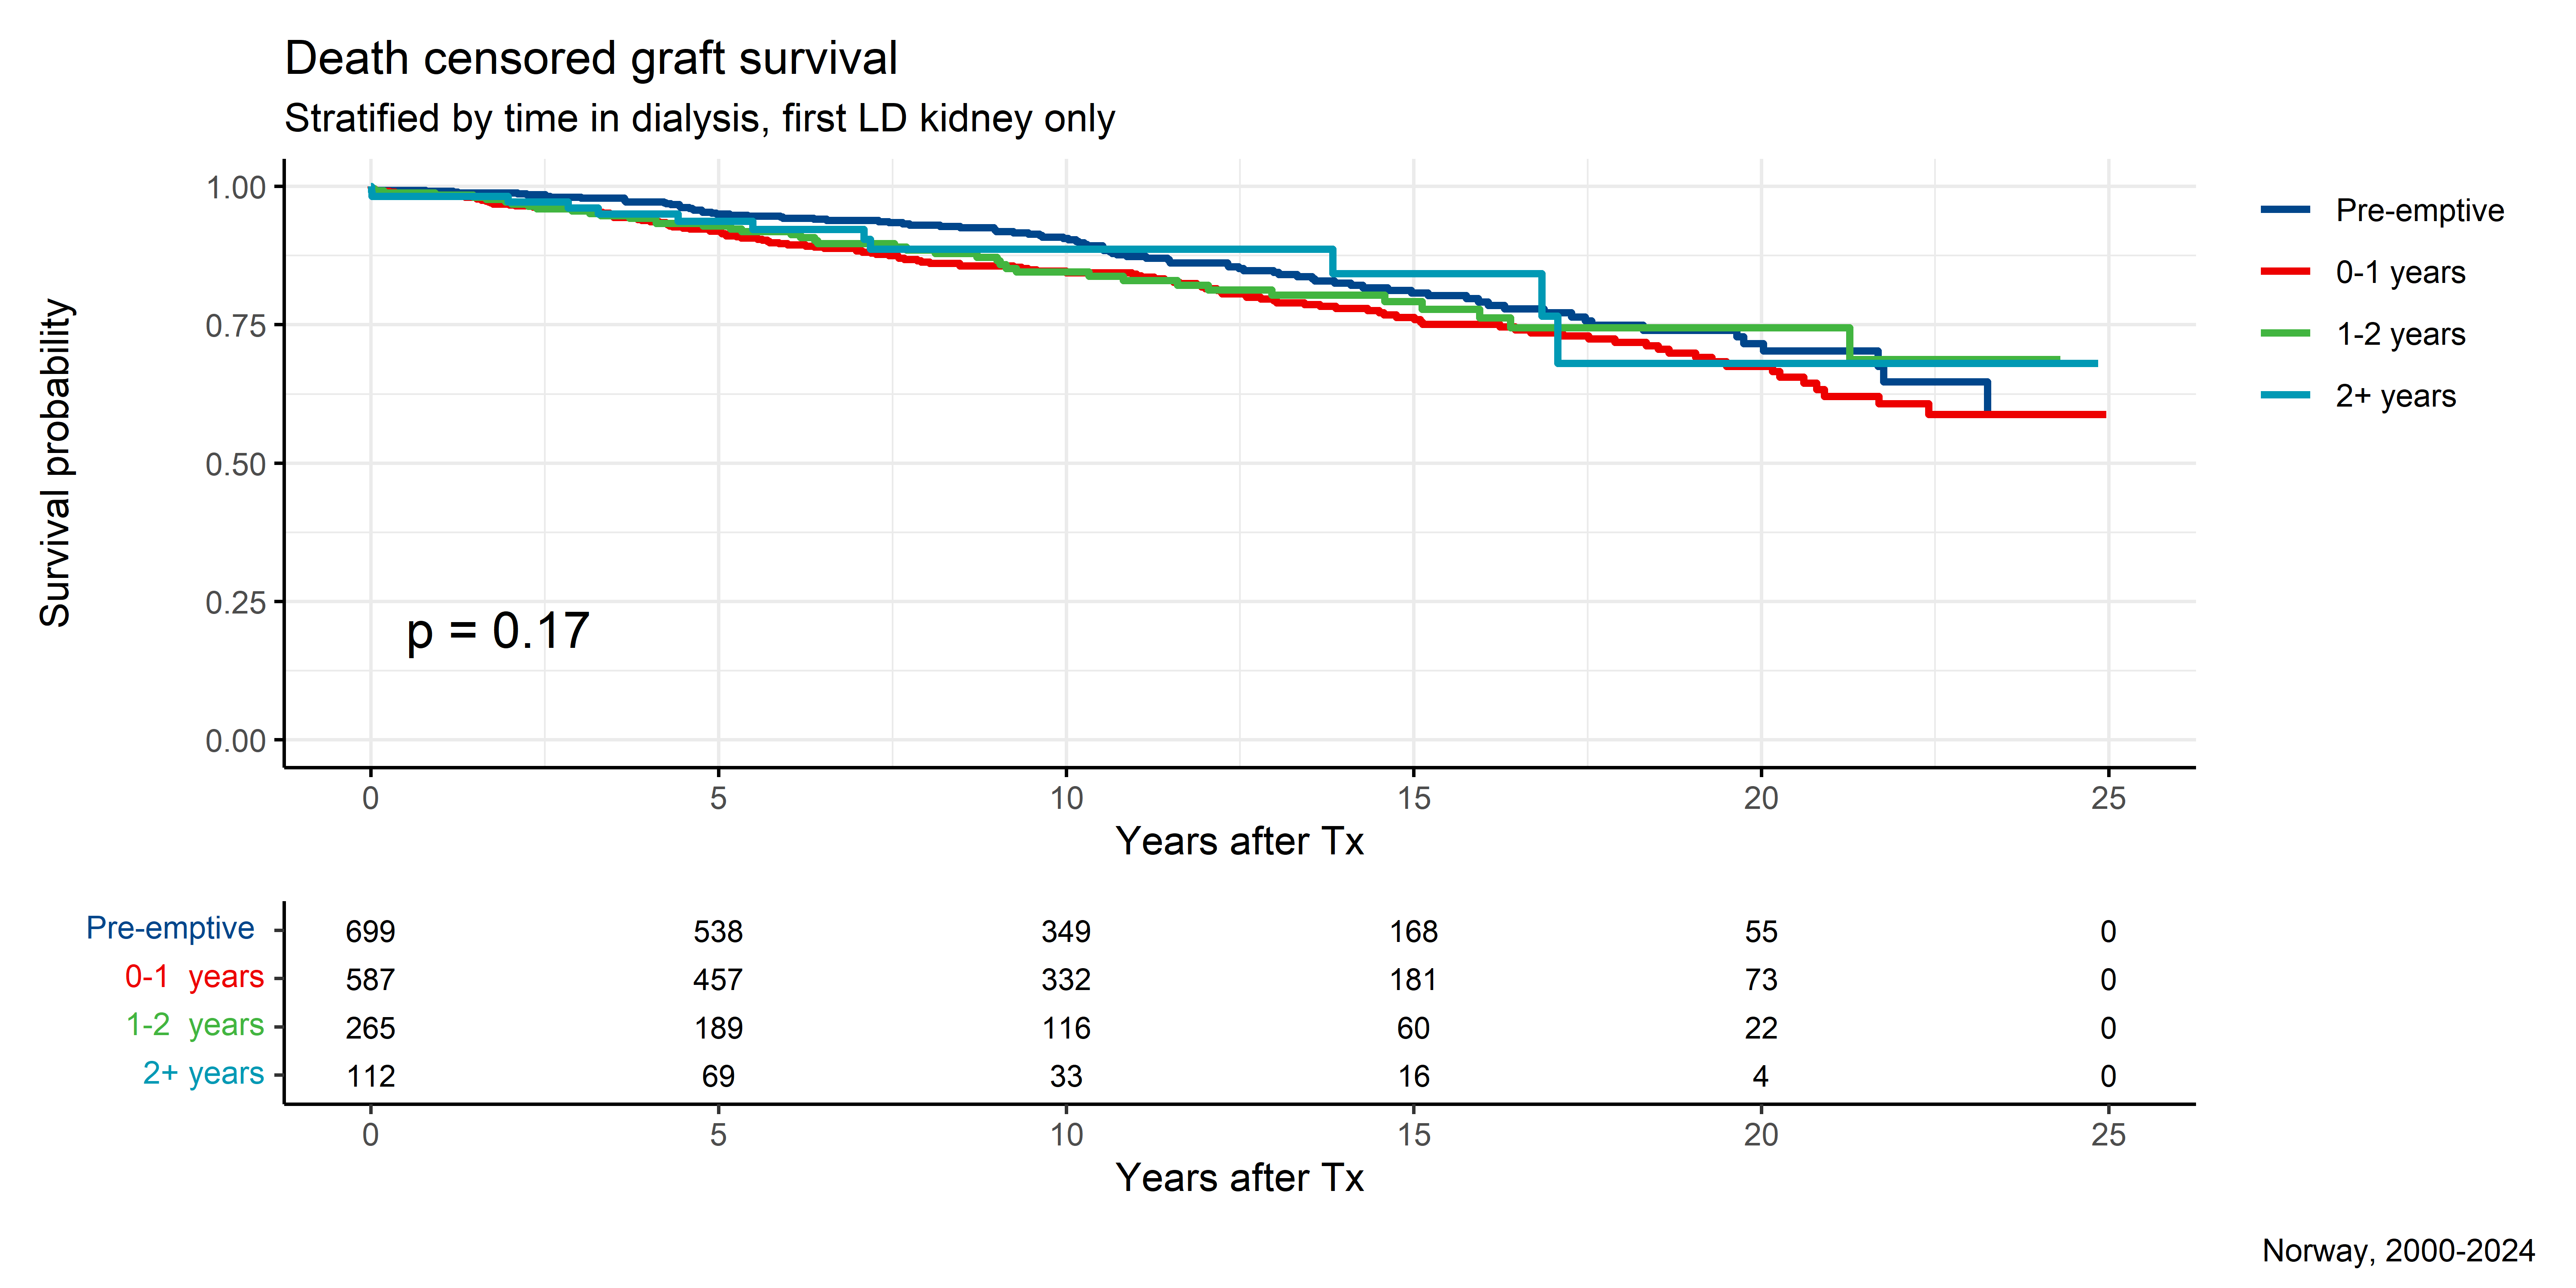 Death censored graft survival
Stratified by time in dialysis, first LD kidney only
Survival probability
1.00
0.75
0.50
0.25
0.00
p = 0.17
0 5 10 15 20 25
Years after Tx
Pre-emptive
0-1 years
1-2 years
2+ years
Pre-emptive 699 538 349 168 55 0
0-1 years 587 457 332 181 73 0
1-2 years 265 189 116 60 22 0
2+ years 112 69 33 16 4 0
0 5 10 15 20 25
Years after Tx
Norway, 2000-2024